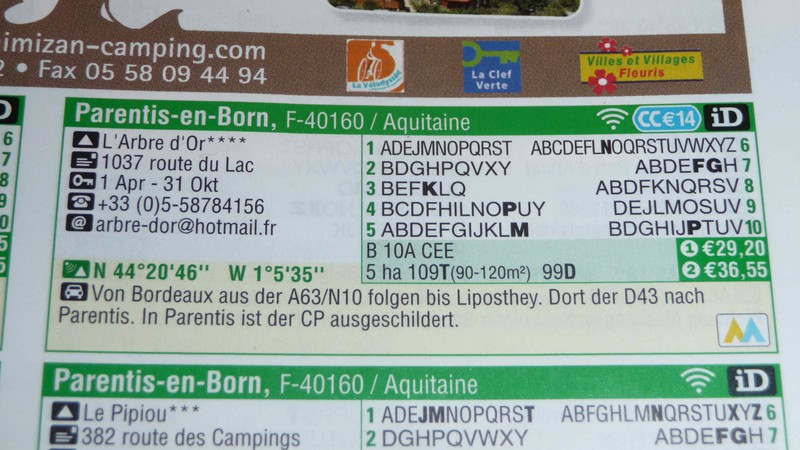 imizan-camping.com
2 • Fax 05 58 09 44 94
La Vélodyssée
La Clef
Verte
Villes et Villages
Fleuris
D
6
7
8
9
Parentis-en-Born, F-40160 / Aquitaine CC€14 iD
L'Arbre d'Or****
1037 route du Lac
1 Apr - 31 Okt
+33 (0)5-58784156
arbre-dor@hotmail.fr
1 ADEJMNOPQRST ABCDEFLNOQRSTUVWXYZ 6
2 BDGHPQVXY ABDEFGH 7
3 BEFKLQ ABDFKNQRSV 8
4 BCDFHILNOPUY DEJLMOSUV 9
5 ABDEFGIJKLM BDGHIJPTUV 10
B 10A CEE 1 €29,20
5 ha 109T(90-120m²) 99D 2 €36,55
N 44°20'46'' W 1°5'35''
Von Bordeaux aus der A63/N10 folgen bis Liposthey. Dort der D43 nach
Parentis. In Parentis ist der CP ausgeschildert.
Parentis-en-Born, F-40160 / Aquitaine iD
Le Pipiou***
382 route des Campings
1 ADEJMNOPQRST ABFGHLMNQRSTUXYZ 6
2 DGHPQVWXY ABDEFGH 7